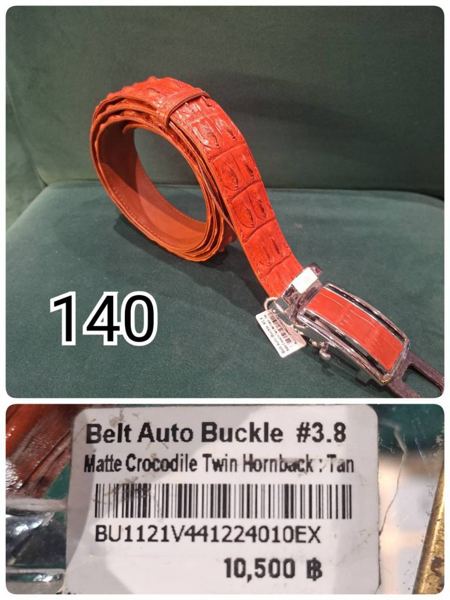 140
Belt Auto Buckle #3.8
Matte Crocodile Twin Hornback : Tan
BU1121V441224010EX
10,500 ฿